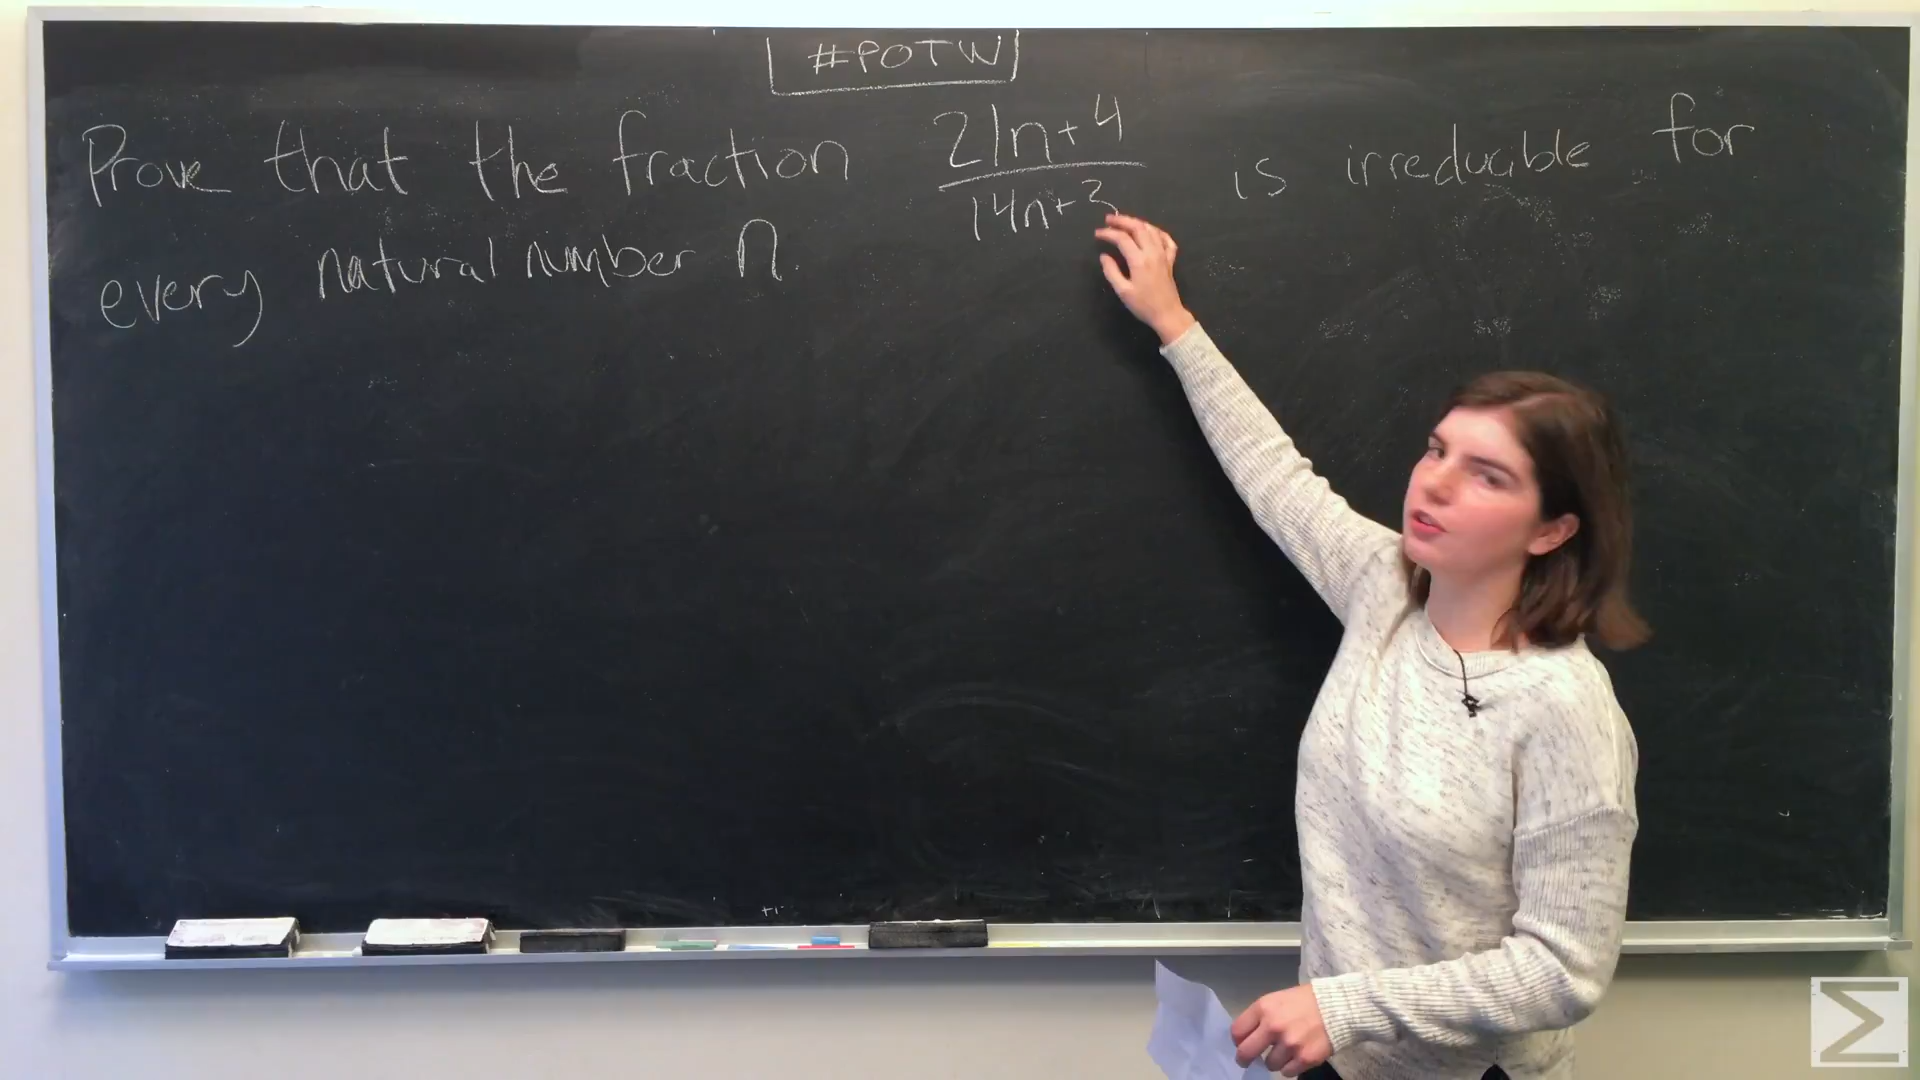 #POTW
Prove that the fraction 21n+4 / 14n+3 is irreducible for
every natural number n.
Σ